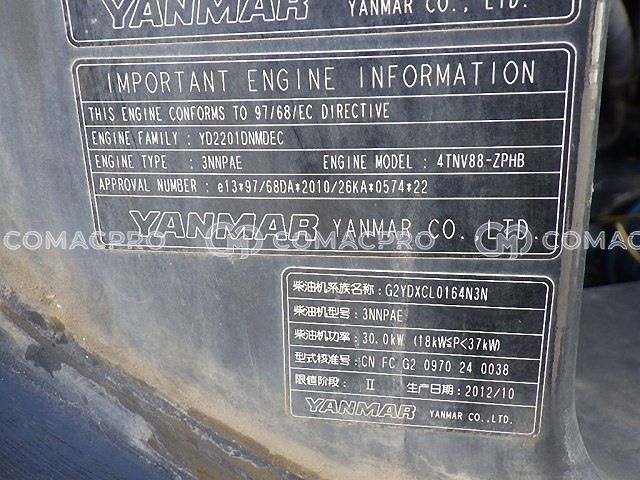 YANMAR YANMAR CO., LTD.
IMPORTANT ENGINE INFORMATION
THIS ENGINE CONFORMS TO 97/68/EC DIRECTIVE
ENGINE FAMILY : YD2201DNMDEC
ENGINE TYPE : 3NNPAE ENGINE MODEL : 4TNV88-ZPHB
APPROVAL NUMBER : e13*97/68DA*2010/26KA*0574*22
YANMAR YANMAR CO., LTD.
COMACPRO CM COMACPRO CM COMACPRO
柴油机系族名称: G2YDXCL0164N3N
柴油机型号: 3NNPAE
柴油机功率: 30.0kW (18kW≦P<37kW)
型式核准号: CN FC G2 0970 24 0038
限值阶段: II 生产日期: 2012/10
YANMAR YANMAR CO.,LTD.